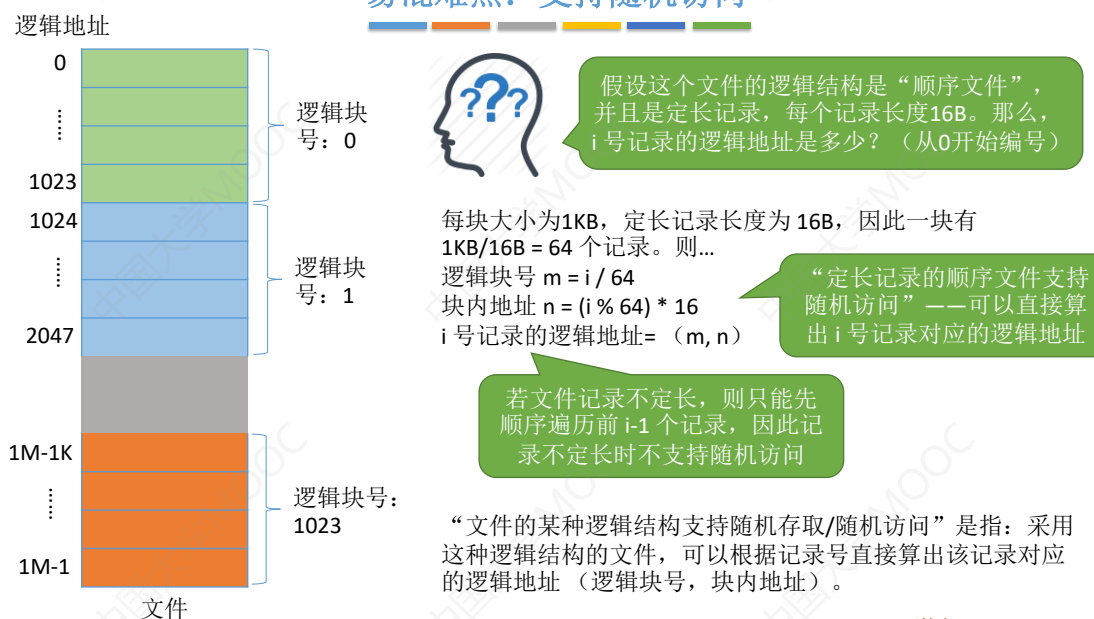 逻辑地址
0
……
1023
1024
……
2047
1M-1K
……
1M-1
文件
逻辑块
号：0
逻辑块
号：1
逻辑块号：
1023
???
假设这个文件的逻辑结构是“顺序文件”，
并且是定长记录，每个记录长度16B。那么，
i 号记录的逻辑地址是多少？（从0开始编号）
每块大小为1KB，定长记录长度为 16B，因此一块有
1KB/16B = 64 个记录。则…
逻辑块号 m = i / 64
块内地址 n = (i % 64) * 16
i 号记录的逻辑地址= （m, n）
“定长记录的顺序文件支持
随机访问”——可以直接算
出 i 号记录对应的逻辑地址
若文件记录不定长，则只能先
顺序遍历前 i-1 个记录，因此记
录不定长时不支持随机访问
“文件的某种逻辑结构支持随机存取/随机访问”是指：采用
这种逻辑结构的文件，可以根据记录号直接算出该记录对应
的逻辑地址 （逻辑块号，块内地址）。
中国大学MOOC